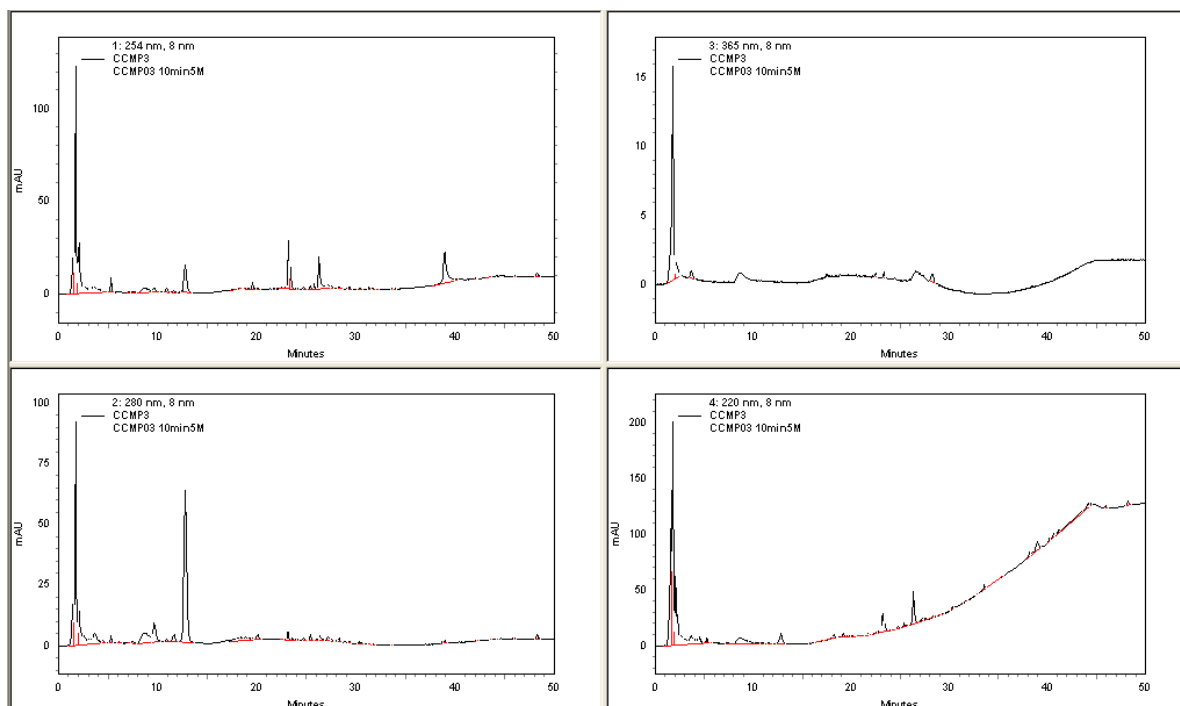 1: 254 nm, 8 nm
CCMP3
CCMP03 10min5M
100
50
0
mAU
0 10 20 30 40 50
Minutes
3: 365 nm, 8 nm
CCMP3
CCMP03 10min5M
15
10
5
0
mAU
0 10 20 30 40 50
Minutes
2: 280 nm, 8 nm
CCMP3
CCMP03 10min5M
100
75
50
25
0
mAU
0 10 20 30 40 50
Minutes
4: 220 nm, 8 nm
CCMP3
CCMP03 10min5M
200
150
100
50
0
mAU
0 10 20 30 40 50
Minutes